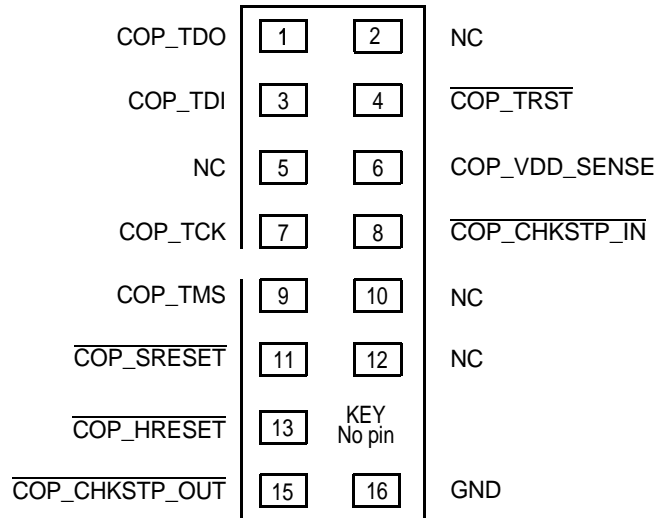 COP_TDO 1 2 NC
COP_TDI 3 4 COP_TRST
NC 5 6 COP_VDD_SENSE
COP_TCK 7 8 COP_CHKSTP_IN
COP_TMS 9 10 NC
COP_SRESET 11 12 NC
COP_HRESET 13 KEY
No pin
COP_CHKSTP_OUT 15 16 GND